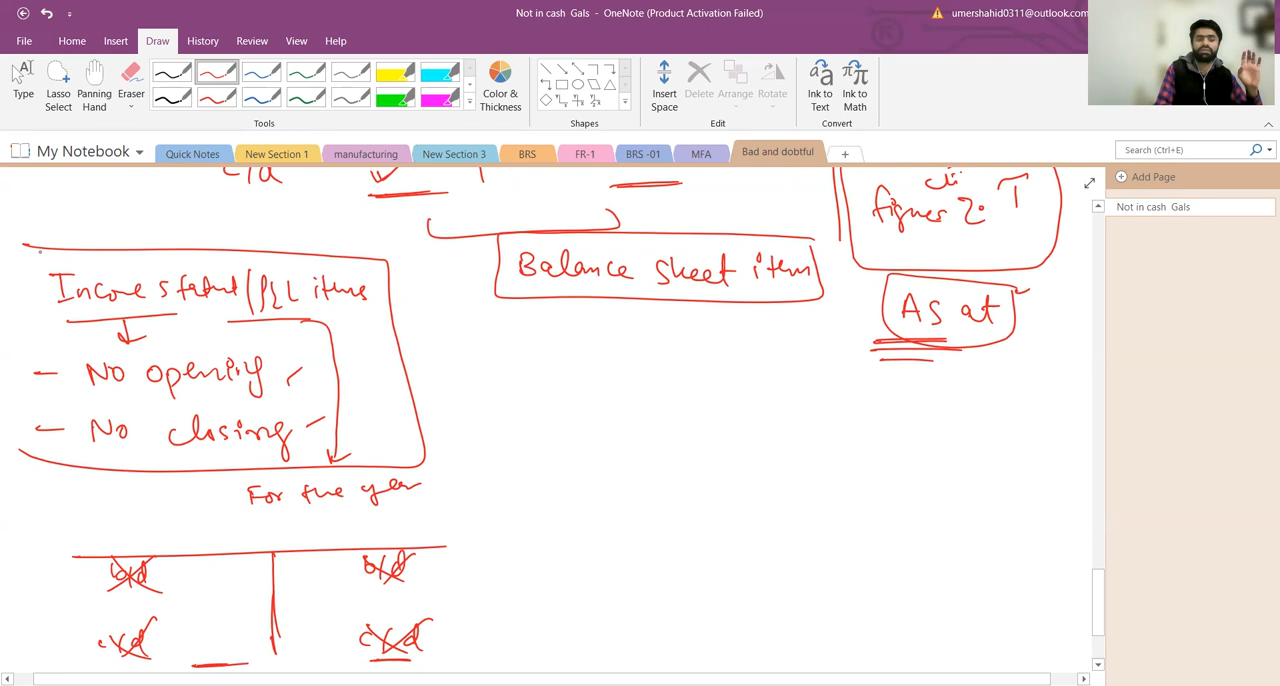 Not in cash Gals - OneNote (Product Activation Failed)
umershahid0311@outlook.com
File Home Insert Draw History Review View Help
Type
Lasso Select
Panning Hand
Eraser
Color & Thickness
Insert Space
Delete
Arrange
Rotate
Ink to Text
Ink to Math
Tools
Shapes
Edit
Convert
My Notebook
Quick Notes
New Section 1
manufacturing
New Section 3
BRS
FR-1
BRS -01
MFA
Bad and doubtful
Search (Ctrl+E)
Add Page
Not in cash Gals
c/d
figures
Balance sheet item
As at
P&L items
- No opening
- No closing
For the year
b/d b/d
c/d c/d